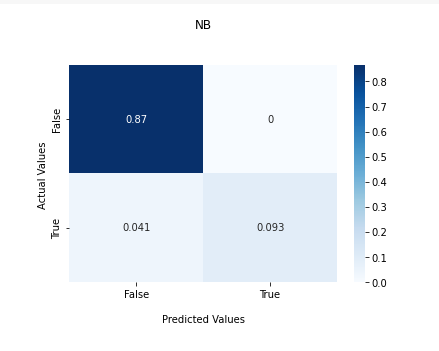 NB
False
0.87
0
True
0.041
0.093
Actual Values
False
True
Predicted Values
0.8
0.7
0.6
0.5
0.4
0.3
0.2
0.1
0.0